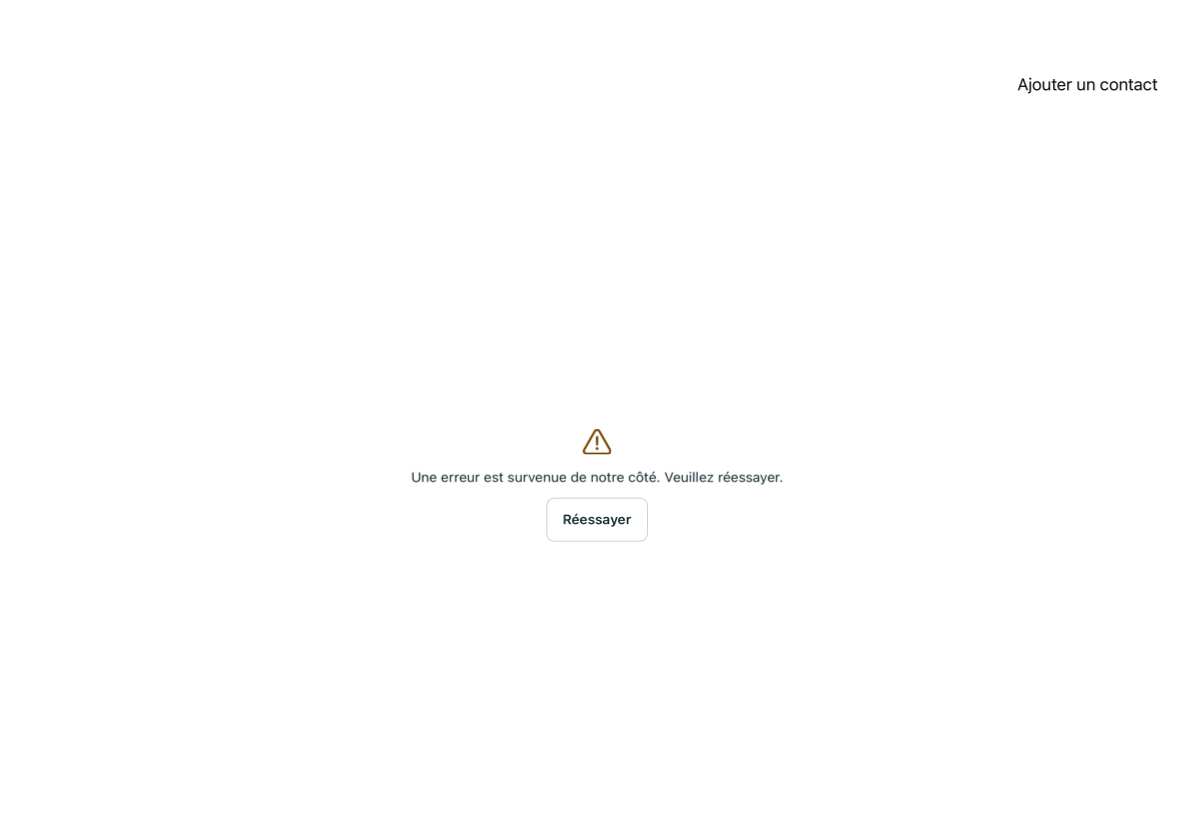 Ajouter un contact
Une erreur est survenue de notre côté. Veuillez réessayer.
Réessayer